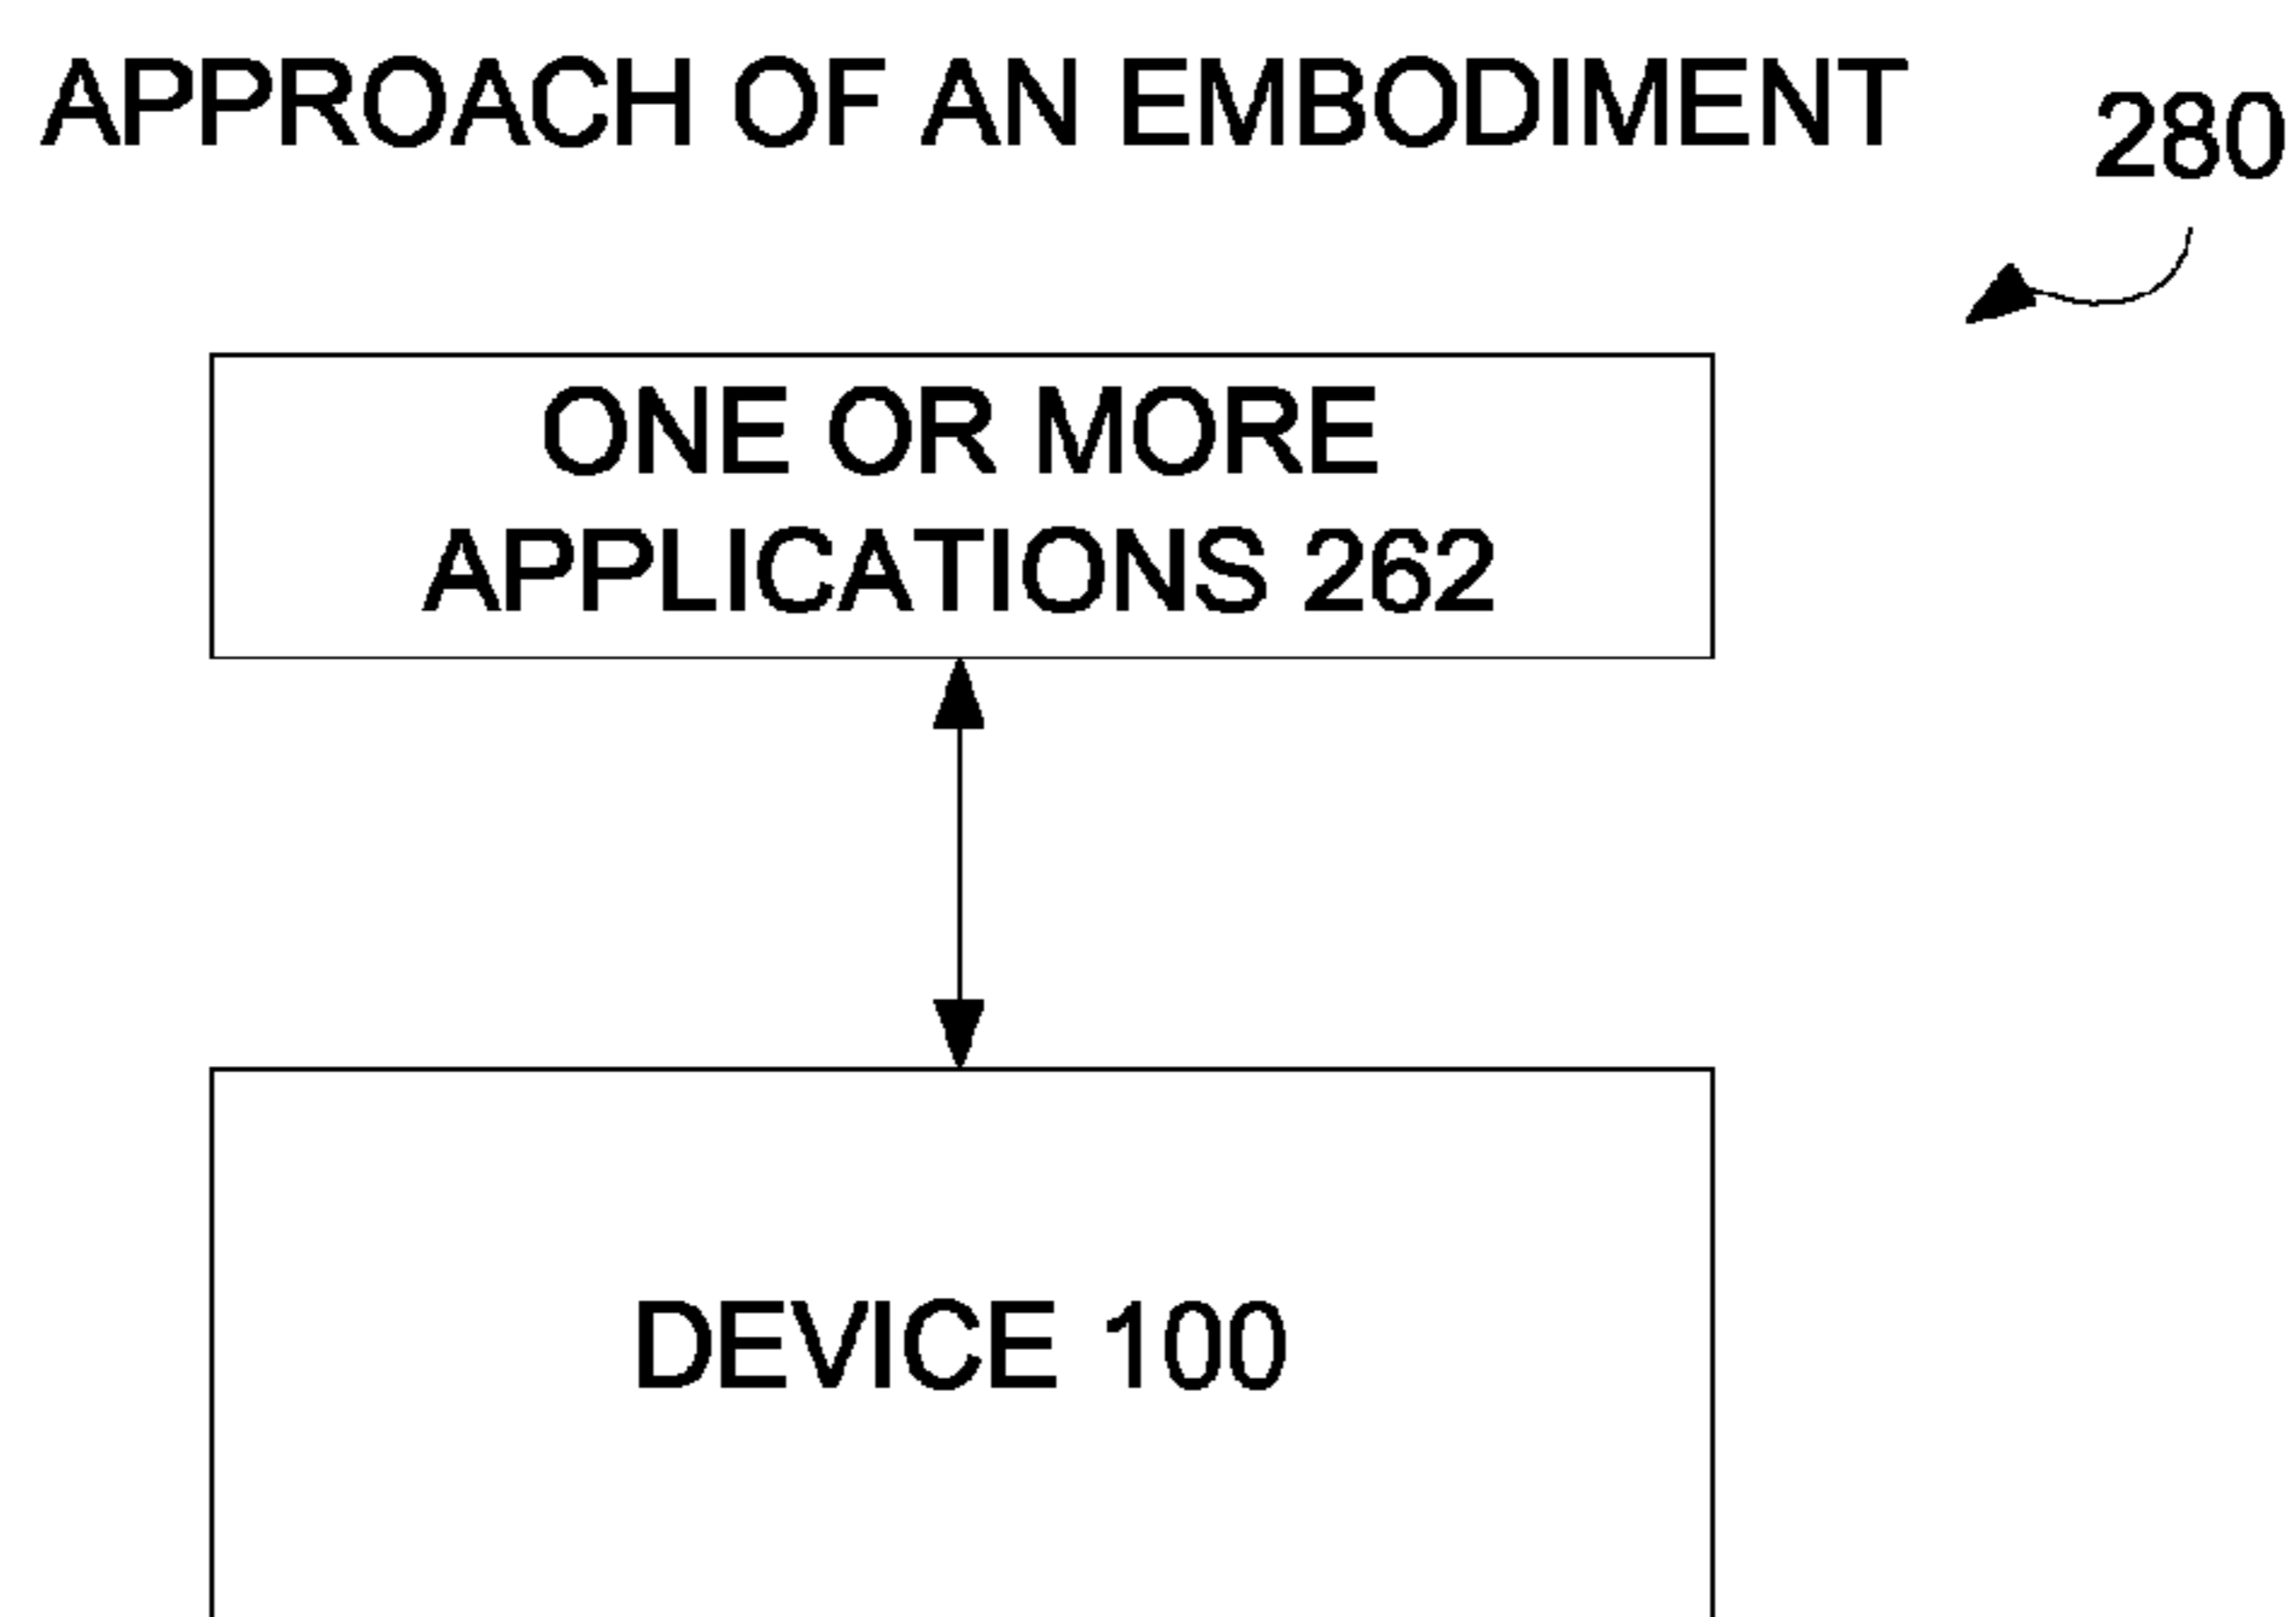 APPROACH OF AN EMBODIMENT
280
ONE OR MORE
APPLICATIONS 262
DEVICE 100